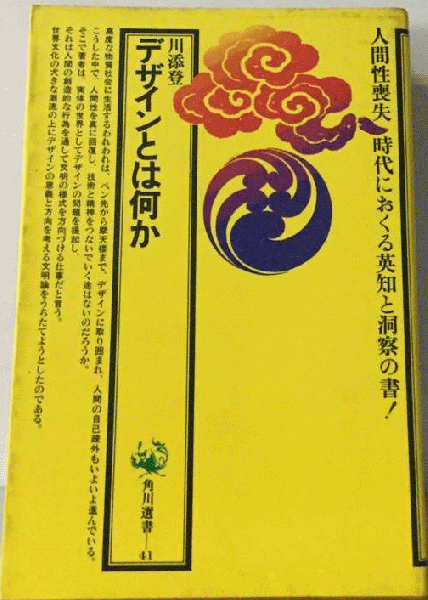 人間性喪失時代におくる英知と洞察の書!
川添登
デザインとは何か
角川選書—41
高度な物質社会に生活するわれわれは、ペン先から摩天楼まで、デザインに取り囲まれ、人間の自己疎外もいよいよ進んでいる。
こうした中で、人間性を真に回復し、技術と精神をつないでいく途はないのだろうか。
そこで著者は、実体の世界としてデザインの問題を提起し、
それは人間の創造的な行為を通して文明の様式を方向づける仕事だと言う。
世界文化の大きな潮流の上にデザインの意義と方向を考える文明論をうちたてようとしたのである。